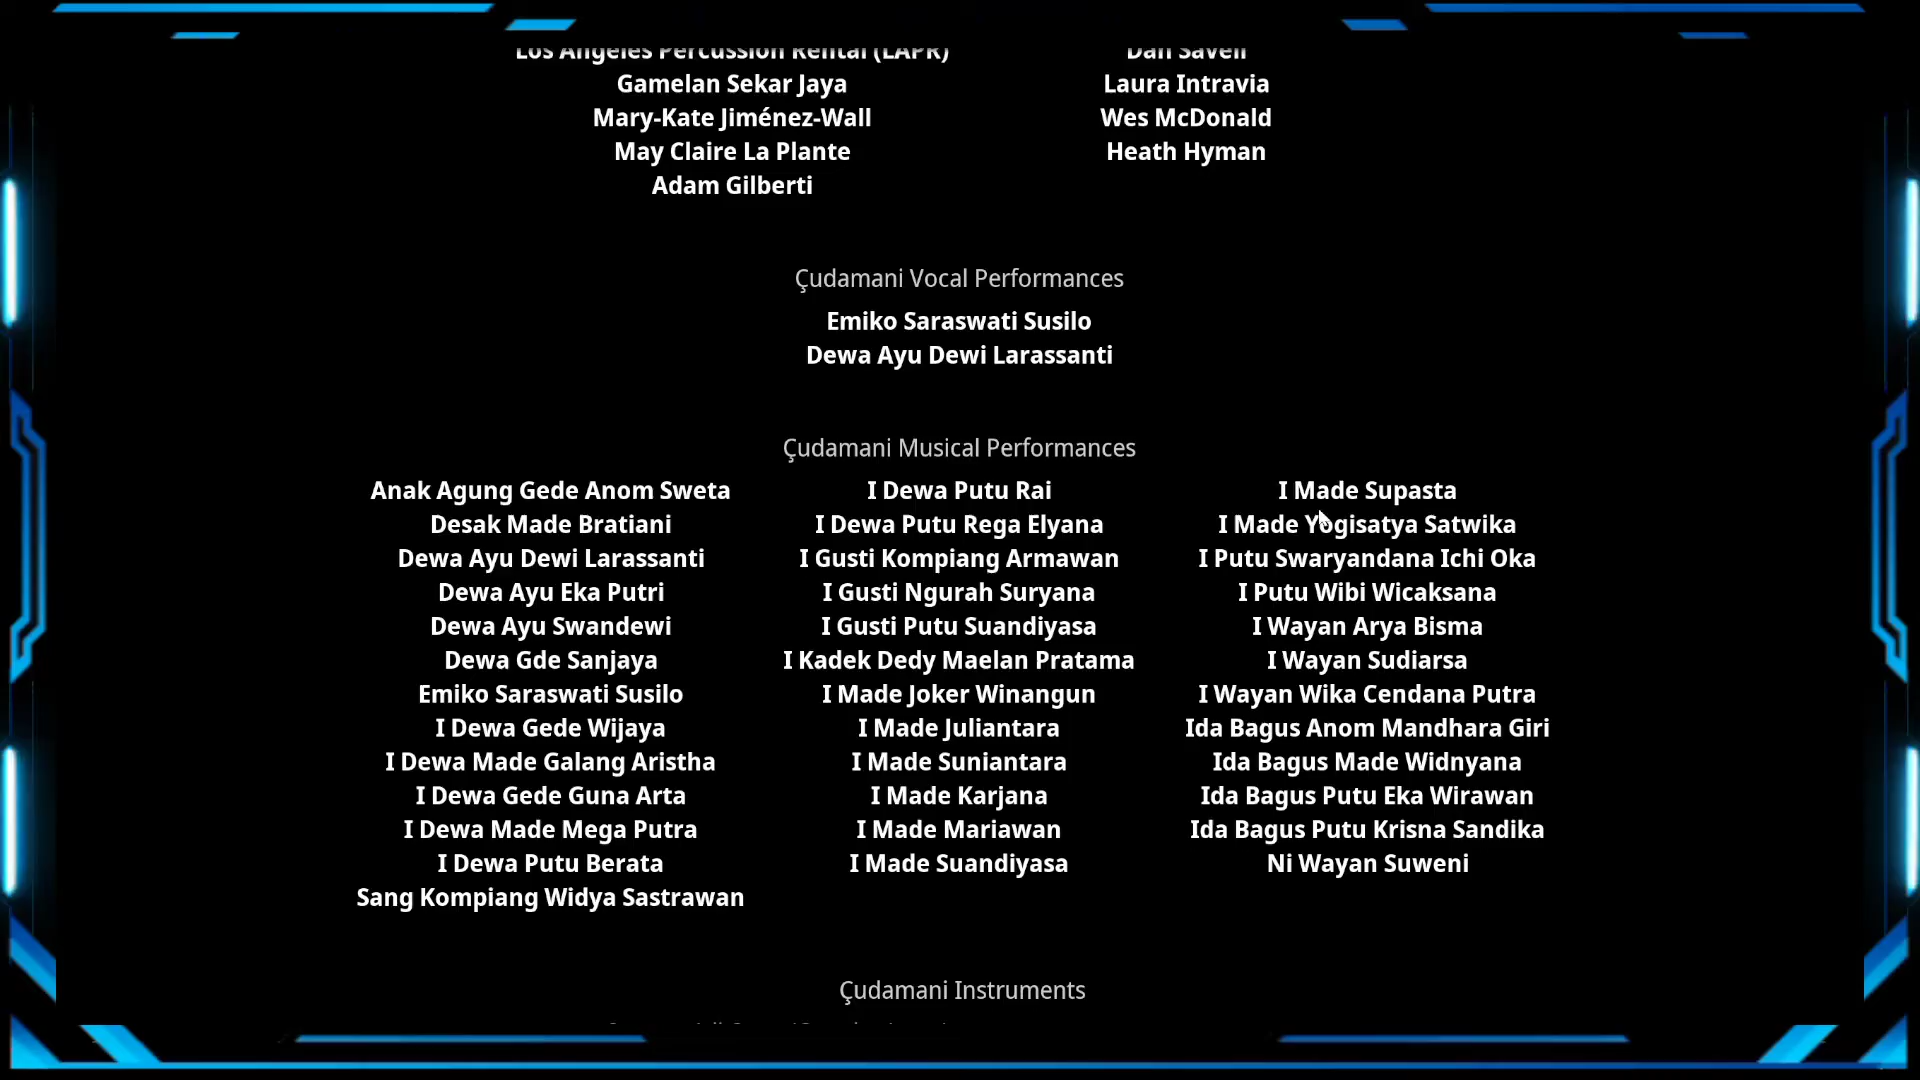 Los Angeles Percussion Rental (LAPR)
Gamelan Sekar Jaya
Mary-Kate Jiménez-Wall
May Claire La Plante
Adam Gilberti
Dan Savell
Laura Intravia
Wes McDonald
Heath Hyman
Çudamani Vocal Performances
Emiko Saraswati Susilo
Dewa Ayu Dewi Larassanti
Çudamani Musical Performances
Anak Agung Gede Anom Sweta
Desak Made Bratiani
Dewa Ayu Dewi Larassanti
Dewa Ayu Eka Putri
Dewa Ayu Swandewi
Dewa Gde Sanjaya
Emiko Saraswati Susilo
I Dewa Gede Wijaya
I Dewa Made Galang Aristha
I Dewa Gede Guna Arta
I Dewa Made Mega Putra
I Dewa Putu Berata
Sang Kompiang Widya Sastrawan
I Dewa Putu Rai
I Dewa Putu Rega Elyana
I Gusti Kompiang Armawan
I Gusti Ngurah Suryana
I Gusti Putu Suandiyasa
I Kadek Dedy Maelan Pratama
I Made Joker Winangun
I Made Juliantara
I Made Suniantara
I Made Karjana
I Made Mariawan
I Made Suandiyasa
I Made Supasta
I Made Yogisatya Satwika
I Putu Swaryandana Ichi Oka
I Putu Wibi Wicaksana
I Wayan Arya Bisma
I Wayan Sudiarsa
I Wayan Wika Cendana Putra
Ida Bagus Anom Mandhara Giri
Ida Bagus Made Widnyana
Ida Bagus Putu Eka Wirawan
Ida Bagus Putu Krisna Sandika
Ni Wayan Suweni
Çudamani Instruments